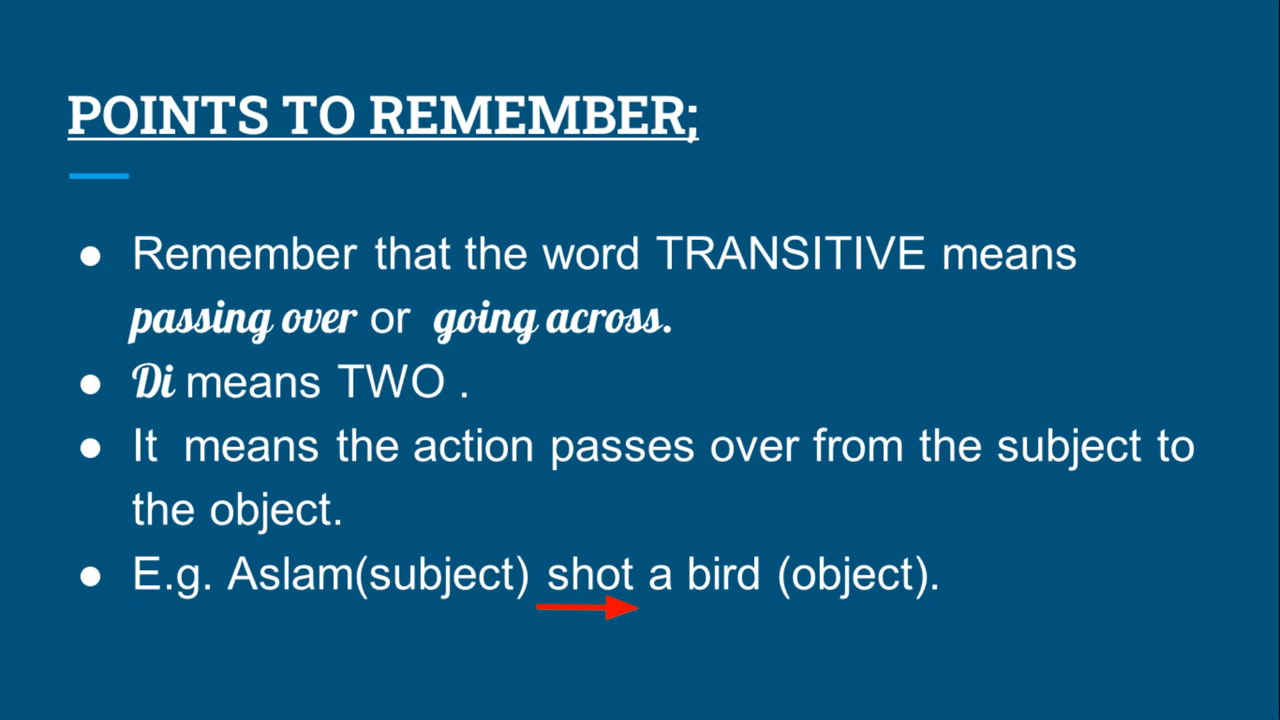 POINTS TO REMEMBER;
● Remember that the word TRANSITIVE means
passing over or going across.
● Di means TWO .
● It means the action passes over from the subject to
the object.
● E.g. Aslam(subject) shot a bird (object).